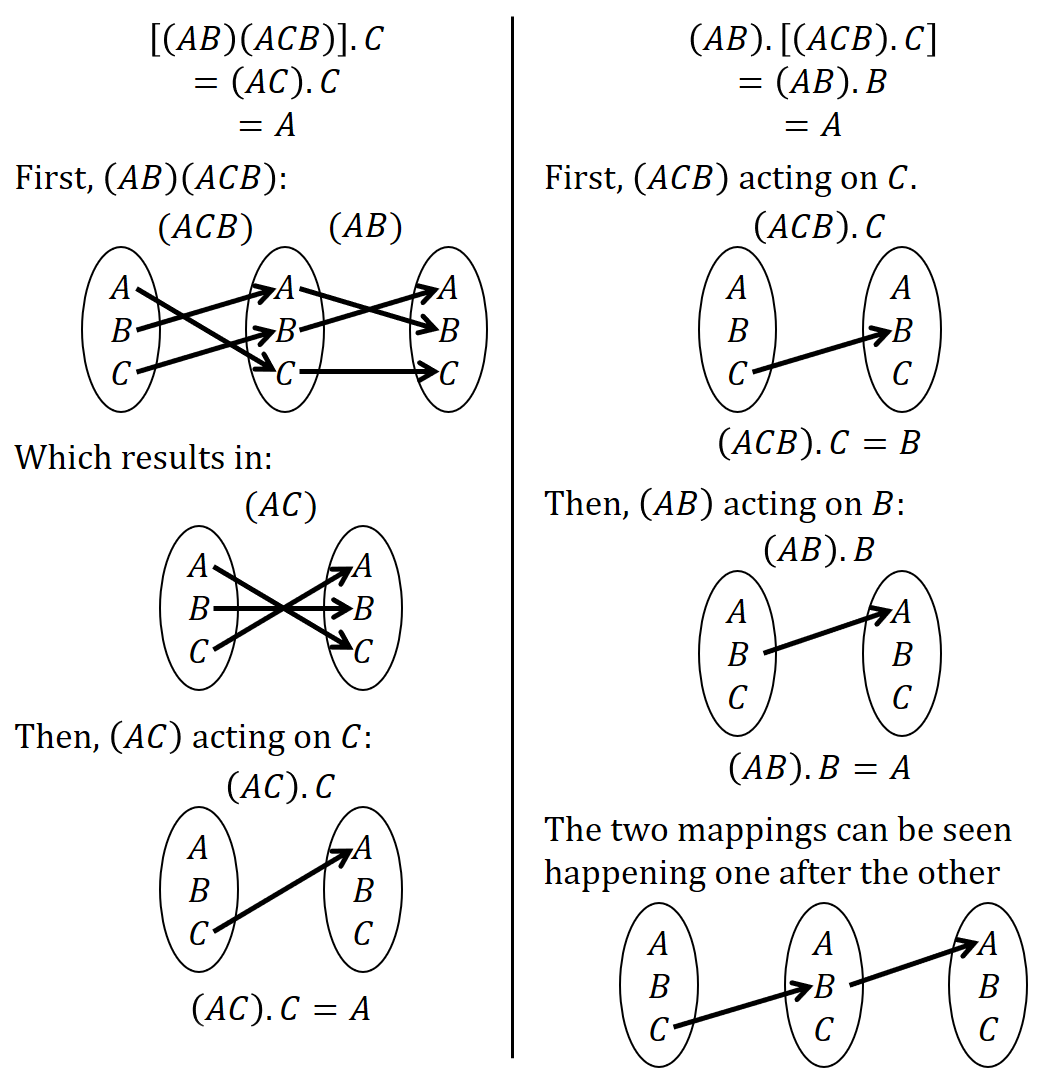 [(AB)(ACB)].C
= (AC).C
= A
First, (AB)(ACB):
(ACB) (AB)
A A A
B B B
C C C
Which results in:
(AC)
A A
B B
C C
Then, (AC) acting on C:
(AC).C
A A
B B
C C
(AC).C = A
(AB).[(ACB).C]
= (AB).B
= A
First, (ACB) acting on C.
(ACB).C
A A
B B
C C
(ACB).C = B
Then, (AB) acting on B:
(AB).B
A A
B B
C C
(AB).B = A
The two mappings can be seen
happening one after the other
A A A
B B B
C C C